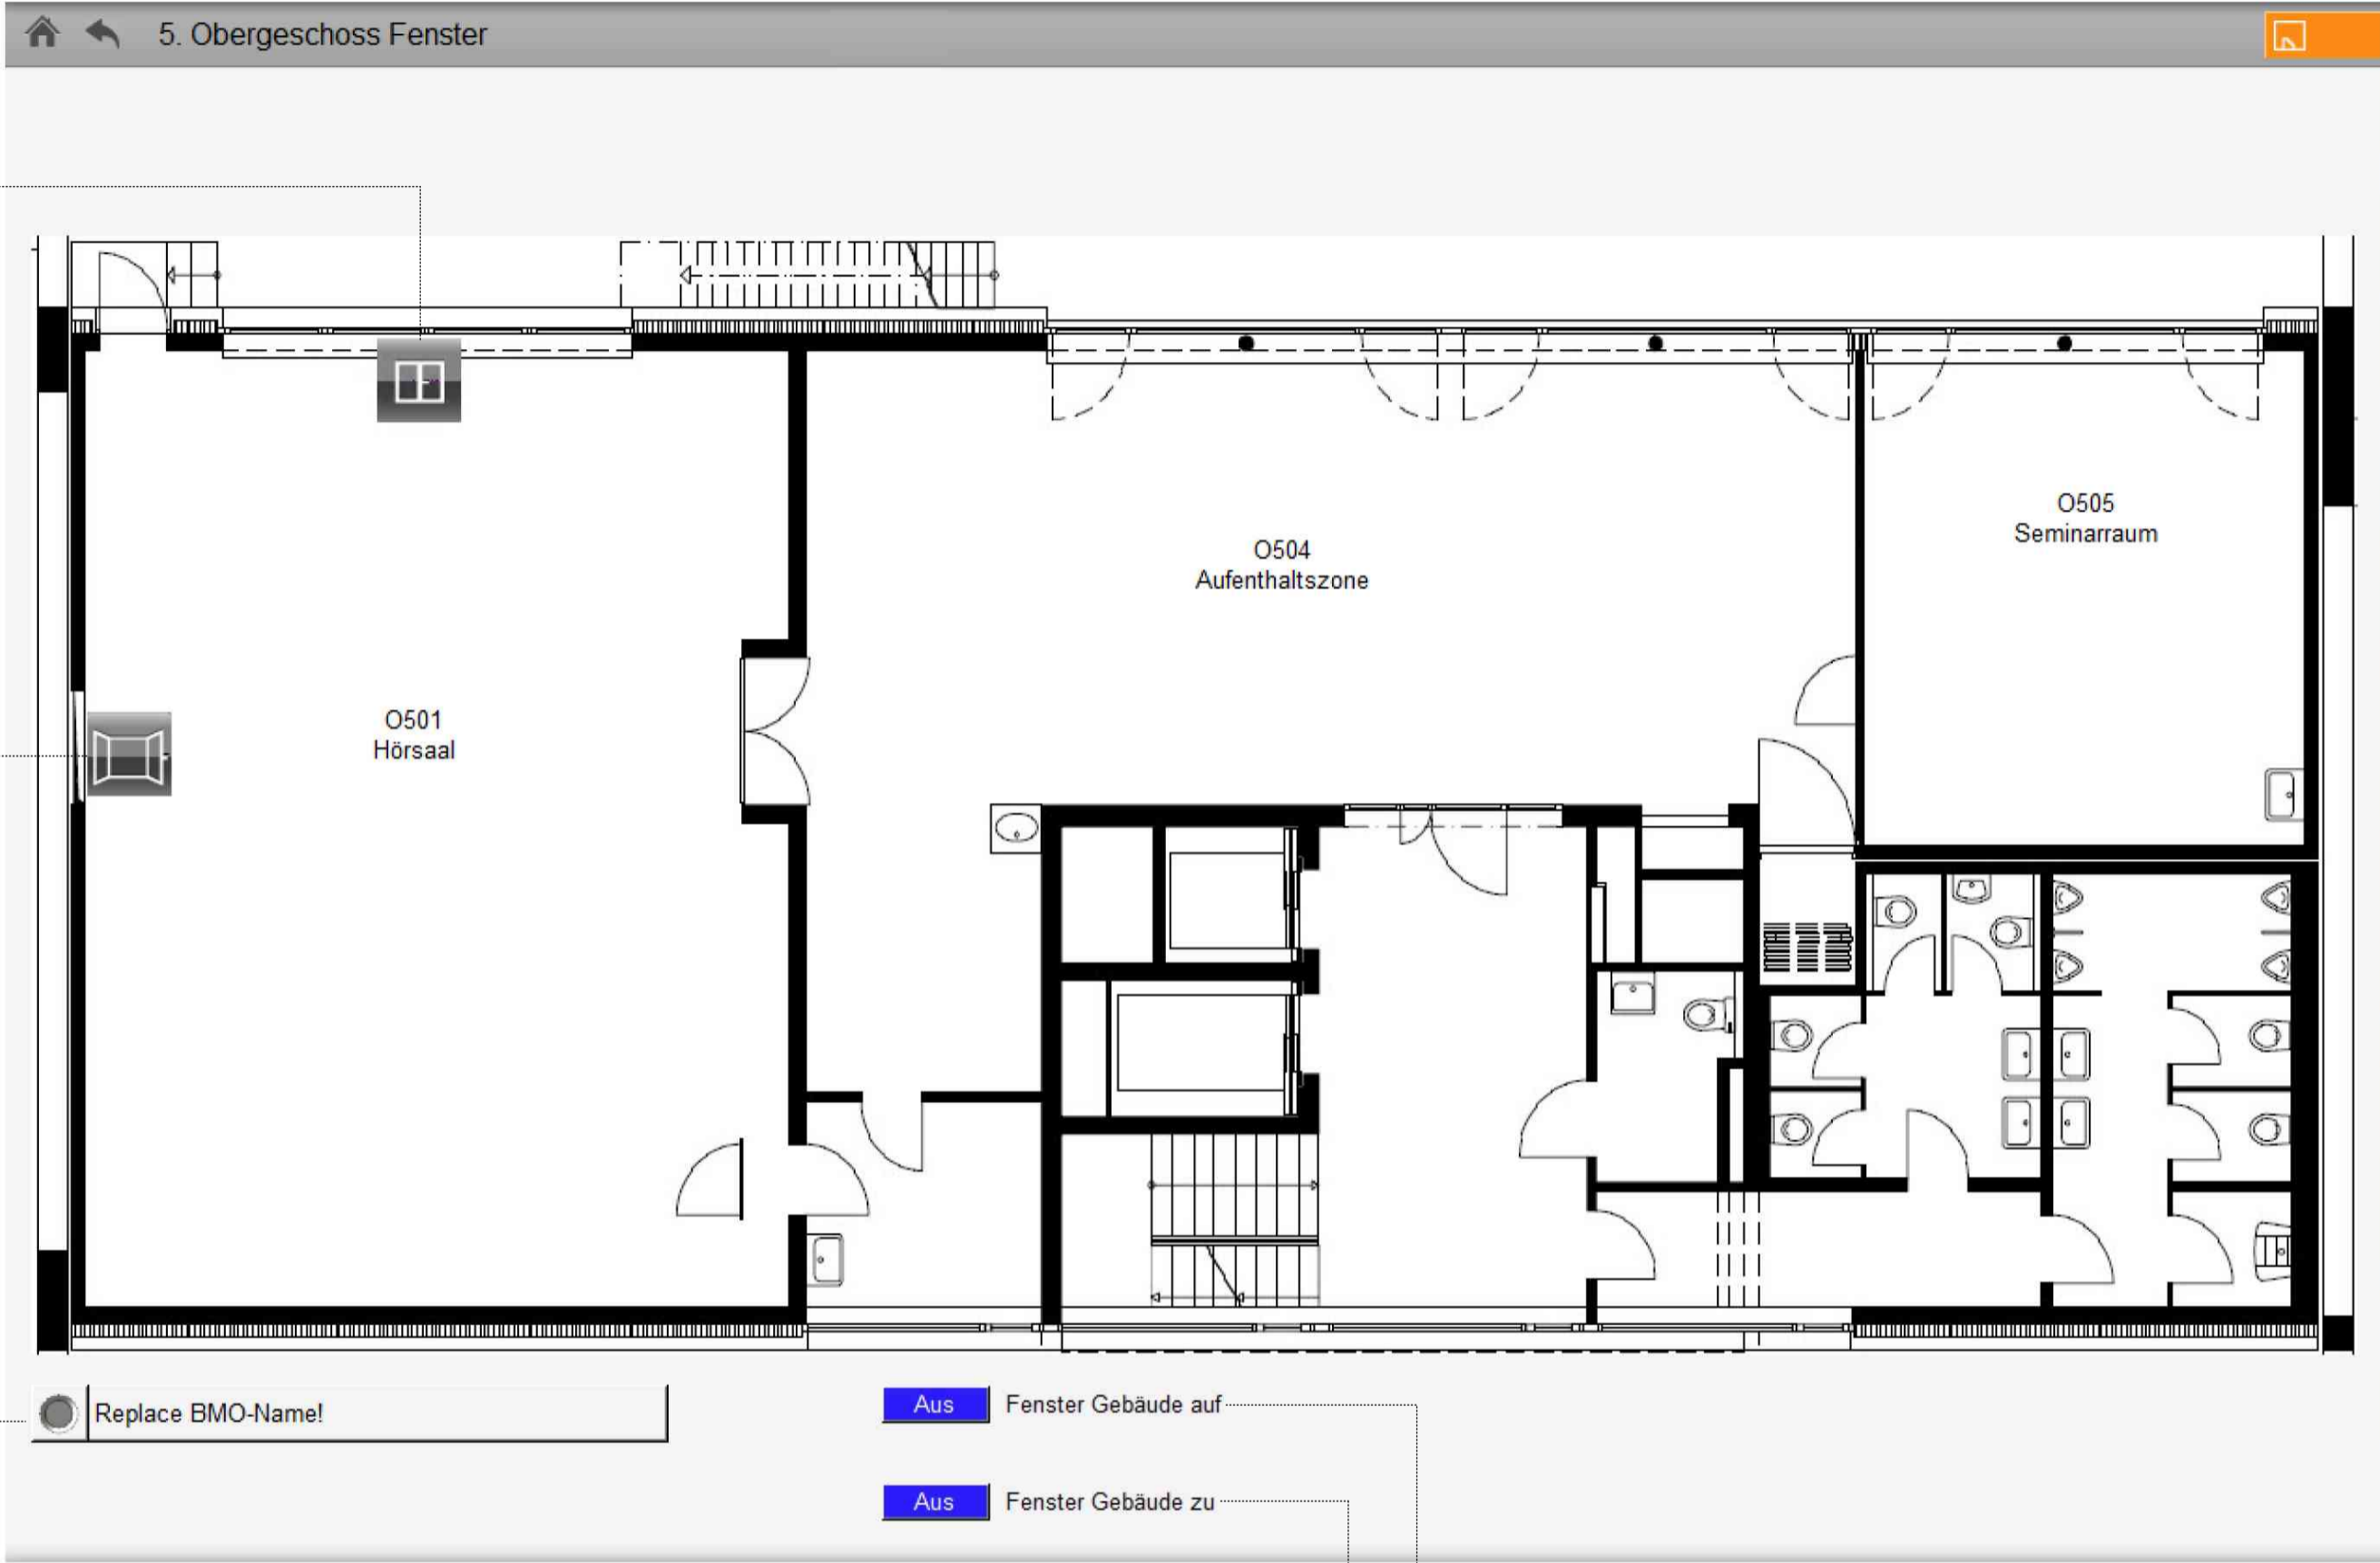 5. Obergeschoss Fenster
O505
Seminarraum
O504
Aufenthaltszone
O501
Hörsaal
Replace BMO-Name!
Aus Fenster Gebäude auf
Aus Fenster Gebäude zu